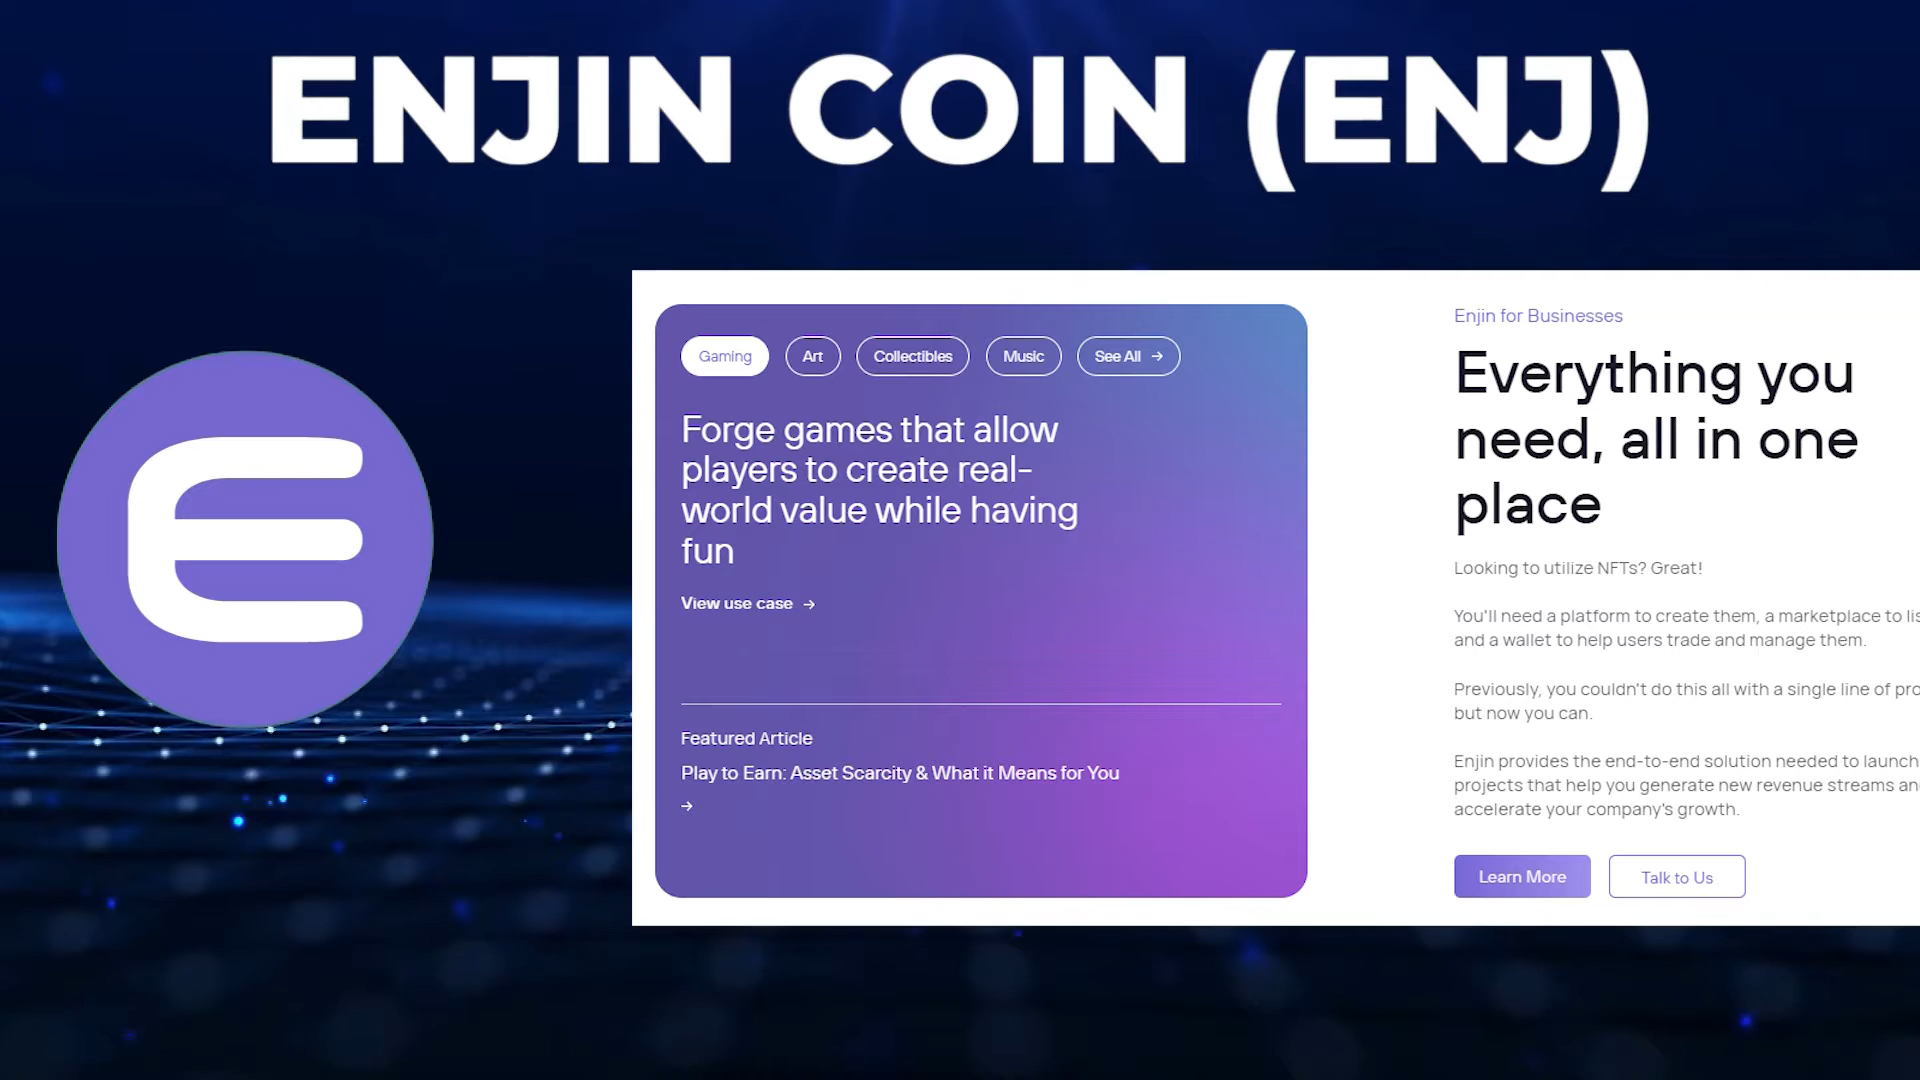 ENJIN COIN (ENJ)
Gaming
Art
Collectibles
Music
See All →
Forge games that allow
players to create real-
world value while having
fun
View use case →
Featured Article
Play to Earn: Asset Scarcity & What it Means for You
→
Enjin for Businesses
Everything you
need, all in one
place
Looking to utilize NFTs? Great!
You'll need a platform to create them, a marketplace to
and a wallet to help users trade and manage them.
Previously, you couldn't do this all with a single line of
but now you can.
Enjin provides the end-to-end solution needed to launch
projects that help you generate new revenue streams
accelerate your company's growth.
Learn More
Talk to Us